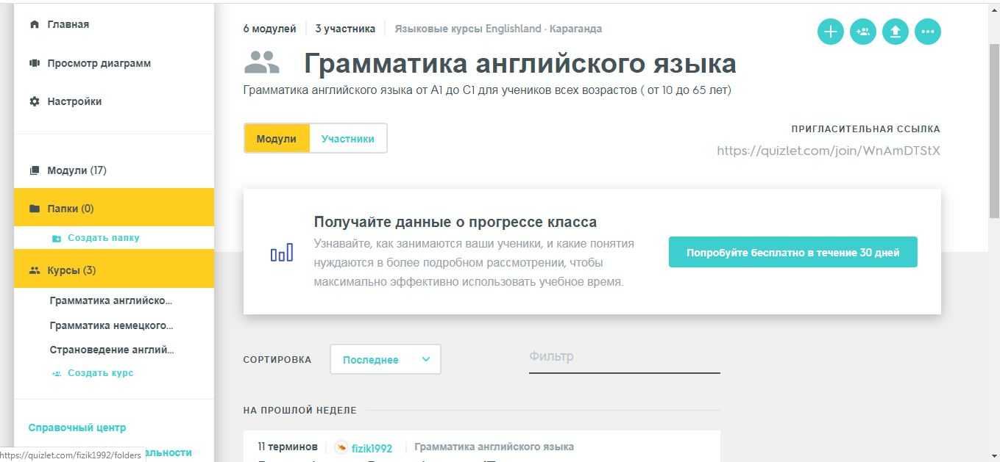 Главная
Просмотр диаграмм
Настройки
Модули (17)
Папки (0)
Создать папку
Курсы (3)
Грамматика английско...
Грамматика немецкого...
Страноведение англий...
Создать курс
Справочный центр
альности
https://quizlet.com/fizik1992/folders
6 модулей 3 участника Языковые курсы Englishland · Караганда
Грамматика английского языка
Грамматика английского языка от А1 до С1 для учеников всех возрастов ( от 10 до 65 лет)
Модули Участники
ПРИГЛАСИТЕЛЬНАЯ ССЫЛКА
https://quizlet.com/join/WnAmDTStX
Получайте данные о прогрессе класса
Узнавайте, как занимаются ваши ученики, и какие понятия
нуждаются в более подробном рассмотрении, чтобы
максимально эффективно использовать учебное время.
Попробуйте бесплатно в течение 30 дней
СОРТИРОВКА Последнее Фильтр
НА ПРОШЛОЙ НЕДЕЛЕ
11 терминов fizik1992 Грамматика английского языка